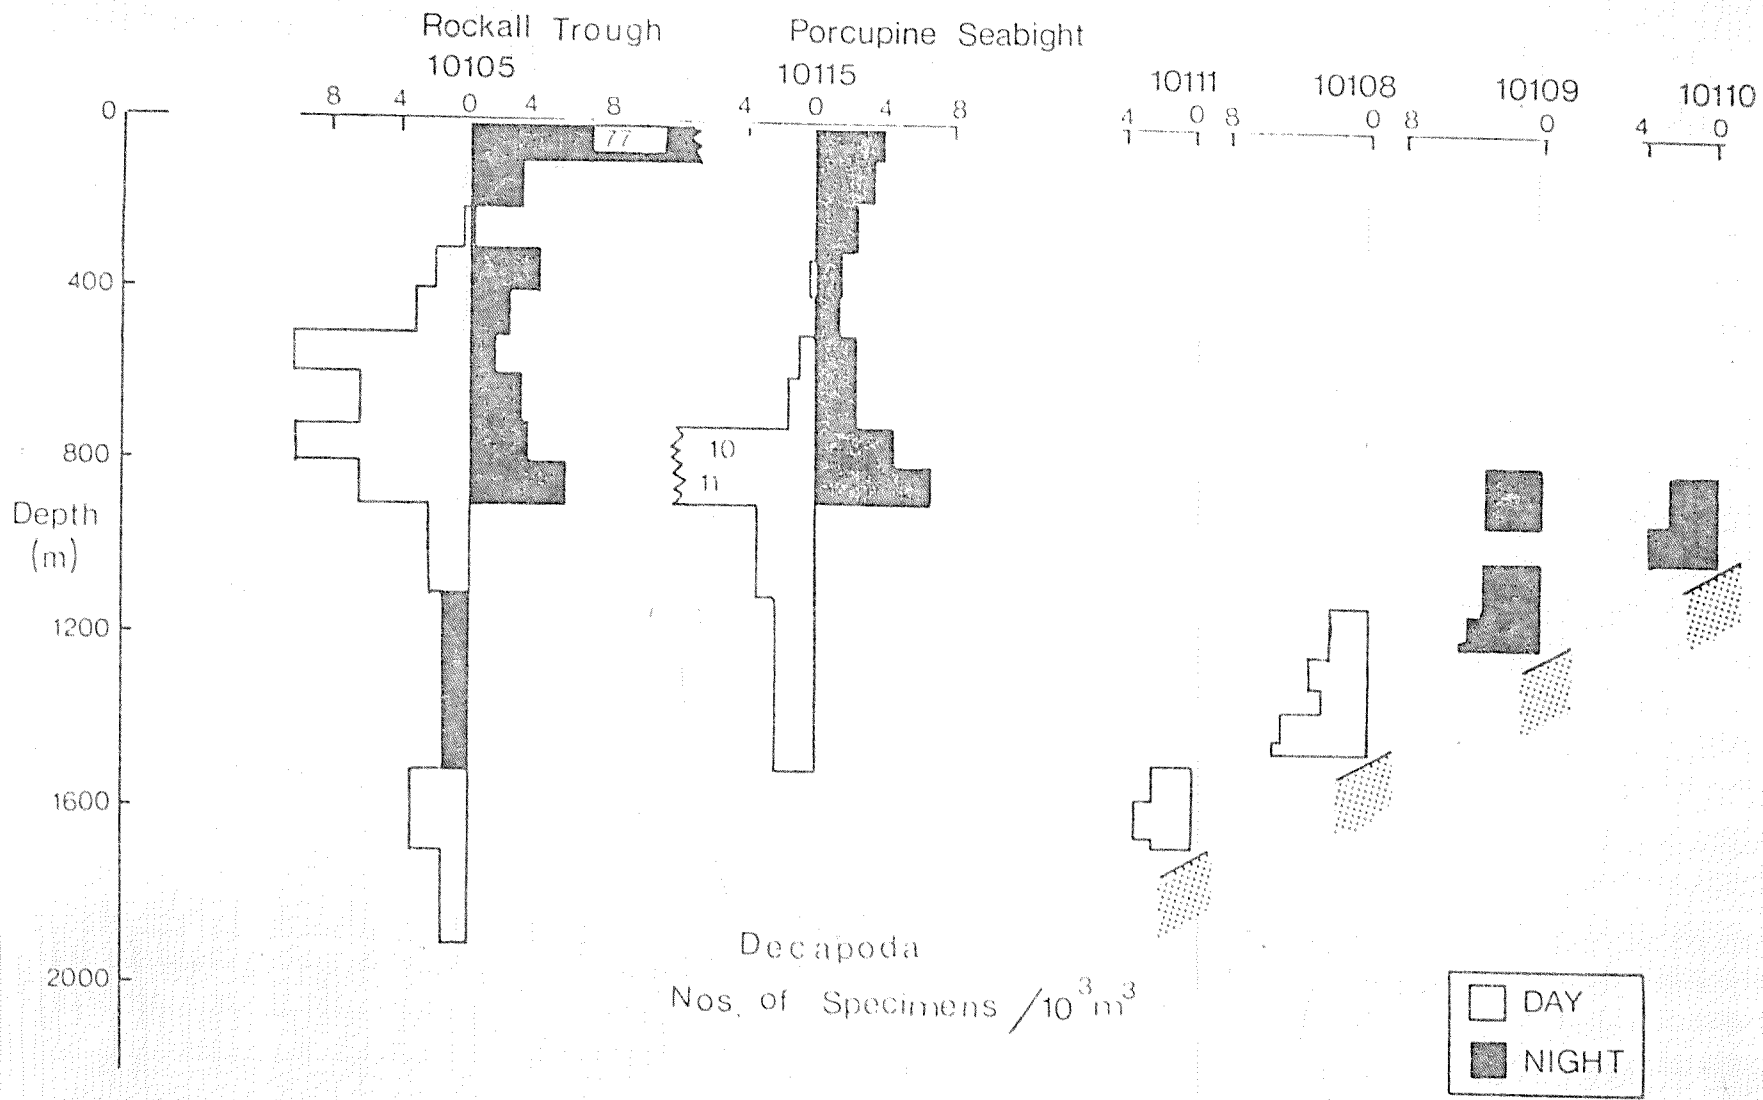 Rockall Trough
Porcupine Seabight
10105
10115
10111
10108
10109
10110
8 4 0 4 8
4 0 4 8
4 0
8 0
8 0
4 0
0
77
400
800
10
11
Depth
(m)
1200
1600
2000
Decapoda
Nos. of Specimens /10³m³
DAY
NIGHT